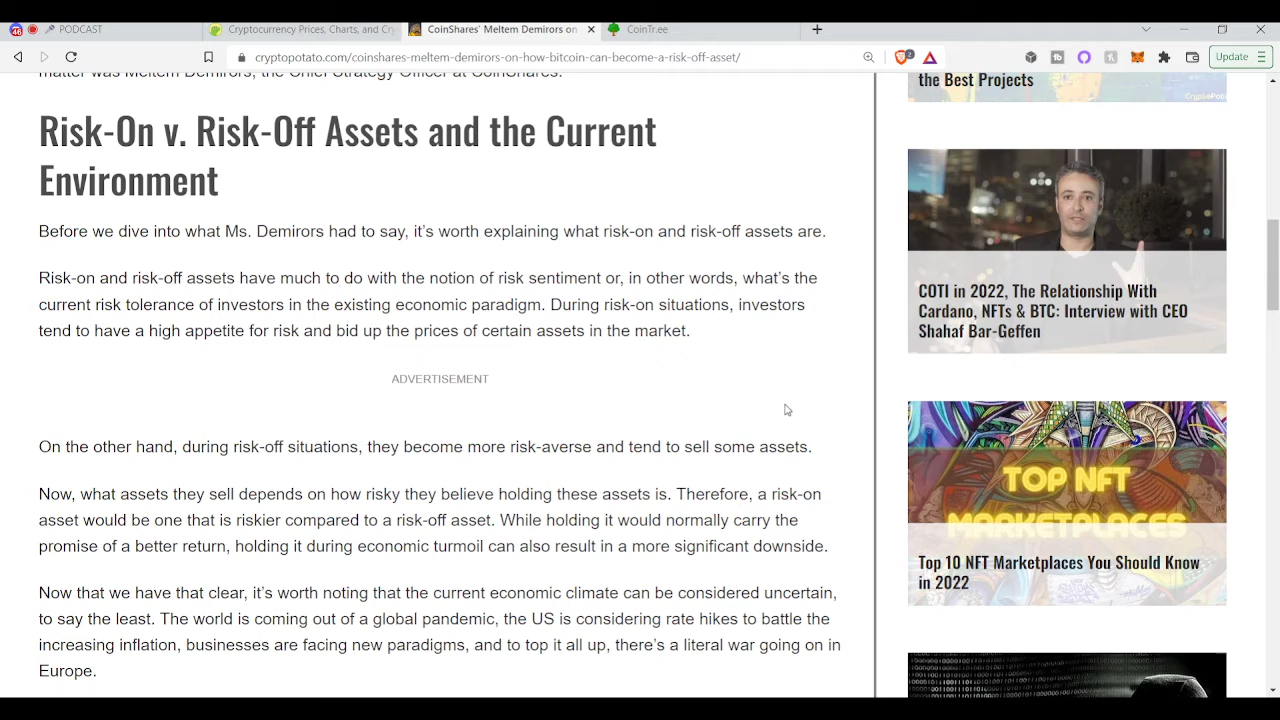 46
PODCAST
Cryptocurrency Prices, Charts, and Cry
CoinShares' Meltem Demirors on
CoinTree
cryptopotato.com/coinshares-meltem-demirors-on-how-bitcoin-can-become-a-risk-off-asset/
2
Update
matter was Meltem Demirors, the Chief Strategy Officer at CoinShares.
Risk-On v. Risk-Off Assets and the Current
Environment
Before we dive into what Ms. Demirors had to say, it's worth explaining what risk-on and risk-off assets are.
Risk-on and risk-off assets have much to do with the notion of risk sentiment or, in other words, what's the
current risk tolerance of investors in the existing economic paradigm. During risk-on situations, investors
tend to have a high appetite for risk and bid up the prices of certain assets in the market.
ADVERTISEMENT
On the other hand, during risk-off situations, they become more risk-averse and tend to sell some assets.
Now, what assets they sell depends on how risky they believe holding these assets is. Therefore, a risk-on
asset would be one that is riskier compared to a risk-off asset. While holding it would normally carry the
promise of a better return, holding it during economic turmoil can also result in a more significant downside.
Now that we have that clear, it's worth noting that the current economic climate can be considered uncertain,
to say the least. The world is coming out of a global pandemic, the US is considering rate hikes to battle the
increasing inflation, businesses are facing new paradigms, and to top it all up, there's a literal war going on in
Europe.
the Best Projects
COTI in 2022, The Relationship With
Cardano, NFTs & BTC: Interview with CEO
Shahaf Bar-Geffen
TOP NFT
MARKETPLACES
Top 10 NFT Marketplaces You Should Know
in 2022